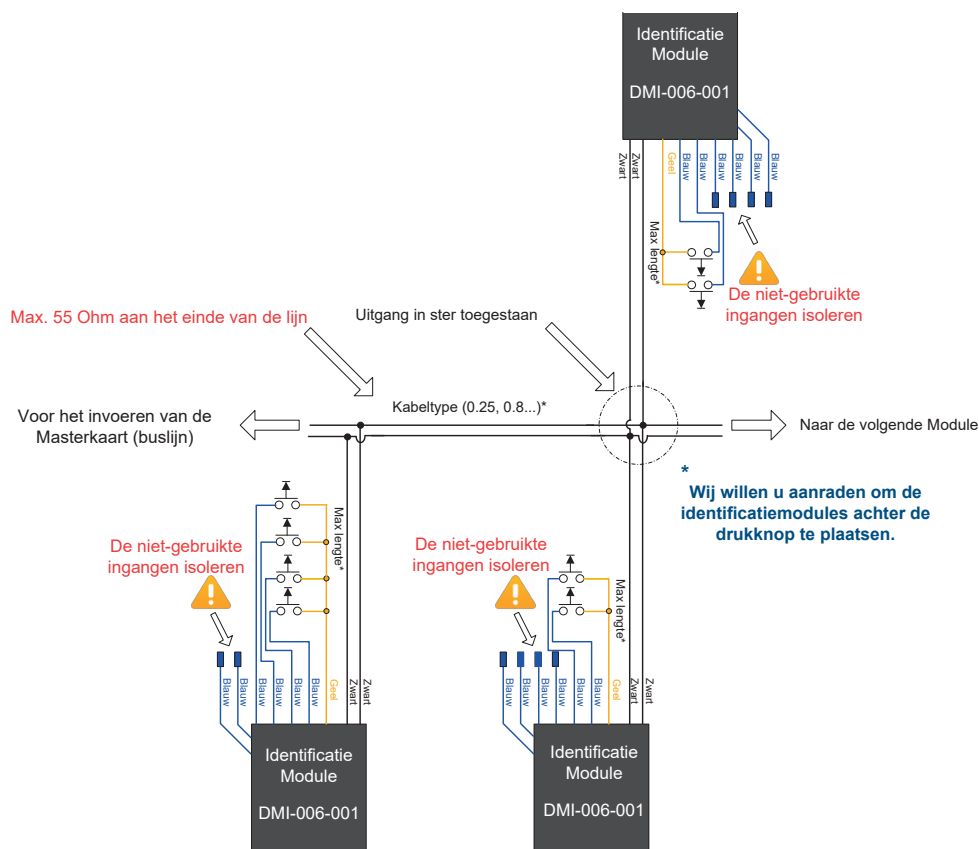 Identificatie
Module
DMI-006-001
Zwart
Zwart
Geel
Blauw
Blauw
Blauw
Blauw
Blauw
Blauw
Max lengte*
De niet-gebruikte
ingangen isoleren
Max. 55 Ohm aan het einde van de lijn
Uitgang in ster toegestaan
Kabeltype (0.25, 0.8...)*
Voor het invoeren van de
Masterkaart (buslijn)
Naar de volgende Module
*
Wij willen u aanraden om de
identificatiemodules achter de
drukknop te plaatsen.
De niet-gebruikte
ingangen isoleren
Max lengte*
Blauw
Blauw
Blauw
Blauw
Blauw
Blauw
Geel
Zwart
Zwart
Identificatie
Module
DMI-006-001
De niet-gebruikte
ingangen isoleren
Max lengte*
Blauw
Blauw
Blauw
Blauw
Blauw
Blauw
Geel
Zwart
Zwart
Identificatie
Module
DMI-006-001